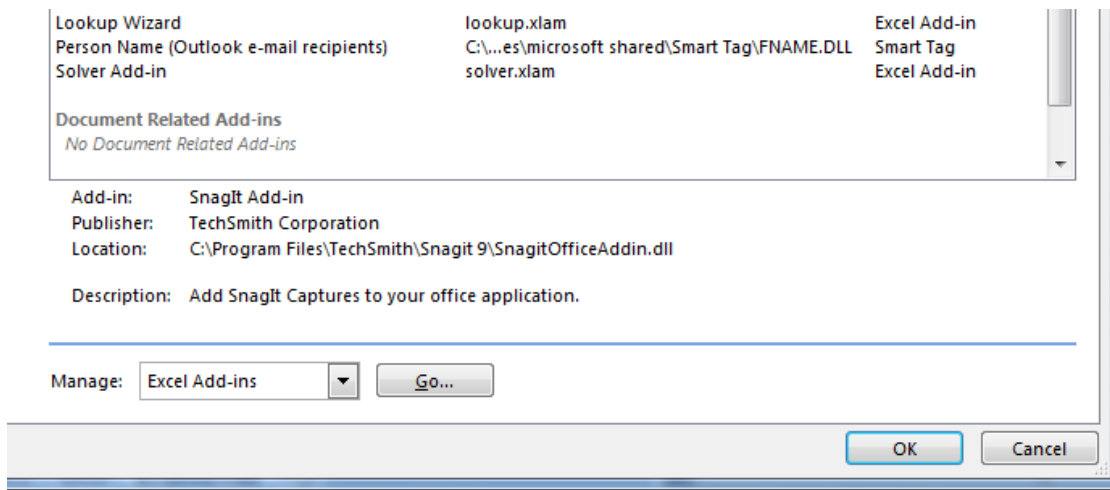 Lookup Wizard lookup.xlam Excel Add-in
Person Name (Outlook e-mail recipients) C:\...es\microsoft shared\Smart Tag\FNAME.DLL Smart Tag
Solver Add-in solver.xlam Excel Add-in
Document Related Add-ins
No Document Related Add-ins
Add-in: SnagIt Add-in
Publisher: TechSmith Corporation
Location: C:\Program Files\TechSmith\Snagit 9\SnagitOfficeAddin.dll
Description: Add SnagIt Captures to your office application.
Manage: Excel Add-ins Go...
OK Cancel